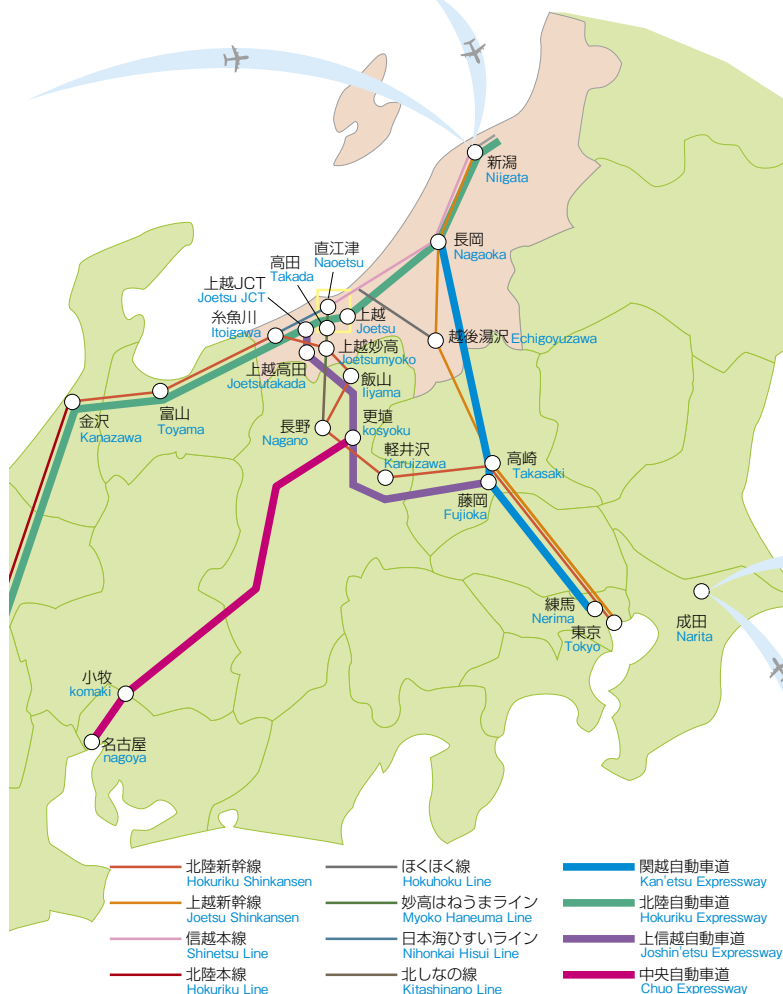 新潟
Niigata
長岡
Nagaoka
直江津
Naoetsu
高田
Takada
上越JCT
Joetsu JCT
糸魚川
Itoigawa
上越
Joetsu
越後湯沢 Echigoyuzawa
上越妙高
Joetsumyoko
上越高田
Joetsutakada
飯山
Iiyama
金沢
Kanazawa
富山
Toyama
長野
Nagano
更埴
kosyoku
軽井沢
Karuizawa
高崎
Takasaki
藤岡
Fujioka
練馬
Nerima
東京
Tokyo
成田
Narita
小牧
komaki
名古屋
nagoya
北陸新幹線
Hokuriku Shinkansen
上越新幹線
Joetsu Shinkansen
信越本線
Shinetsu Line
北陸本線
Hokuriku Line
ほくほく線
Hokuhoku Line
妙高はねうまライン
Myoko Haneuma Line
日本海ひすいライン
Nihonkai Hisui Line
北しなの線
Kitashinano Line
関越自動車道
Kan'etsu Expressway
北陸自動車道
Hokuriku Expressway
上信越自動車道
Joshin'etsu Expressway
中央自動車道
Chuo Expressway